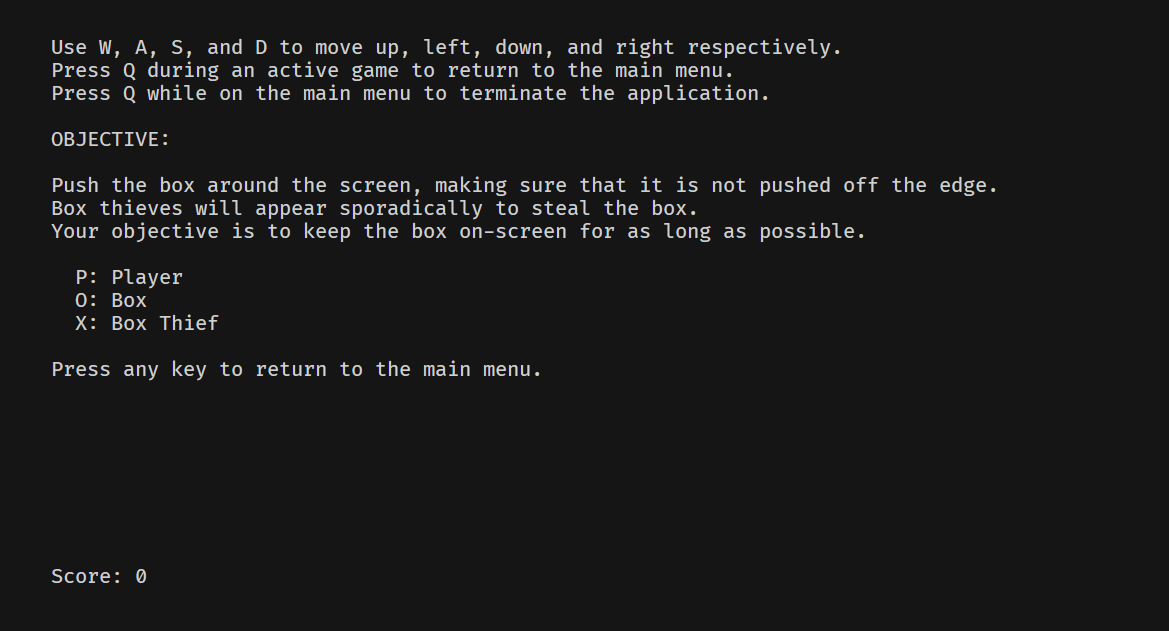 Use W, A, S, and D to move up, left, down, and right respectively.
Press Q during an active game to return to the main menu.
Press Q while on the main menu to terminate the application.
OBJECTIVE:
Push the box around the screen, making sure that it is not pushed off the edge.
Box thieves will appear sporadically to steal the box.
Your objective is to keep the box on-screen for as long as possible.
P: Player
O: Box
X: Box Thief
Press any key to return to the main menu.
Score: 0